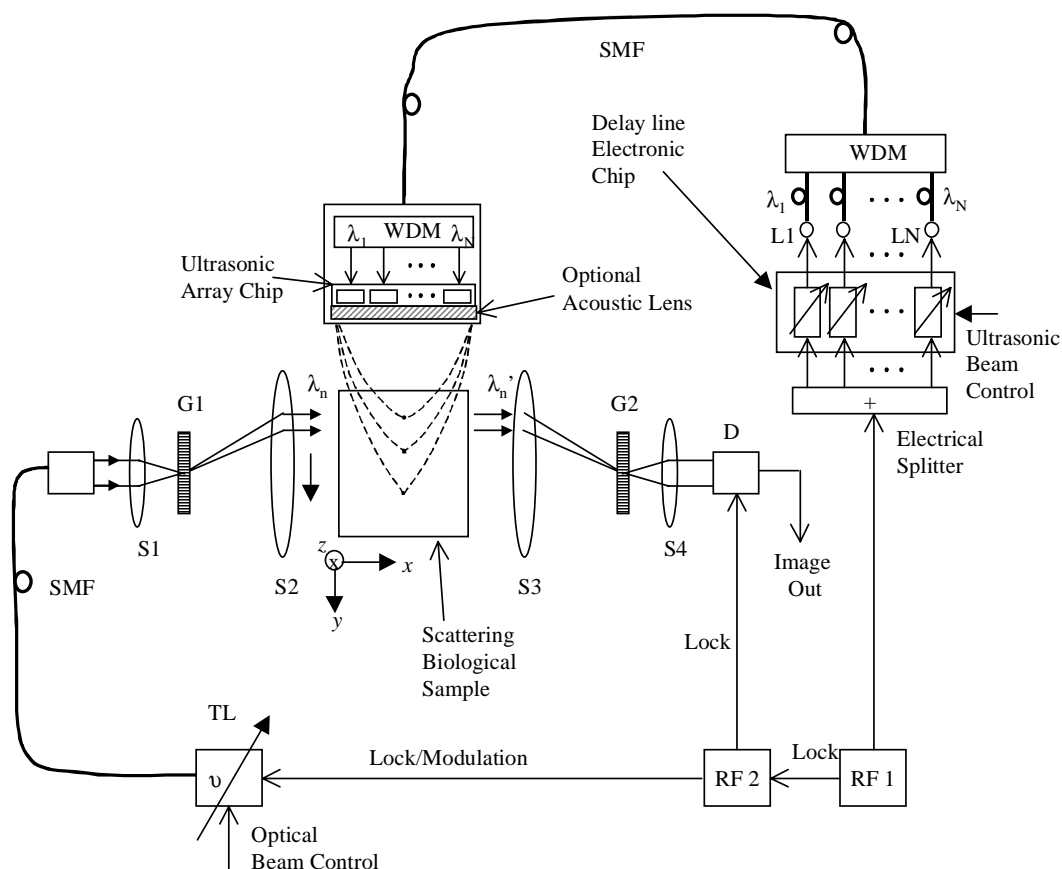 SMF
Delay line
Electronic
Chip
WDM
λ1 • • • λN
L1 • • • LN
WDM
λ1 λN
• • •
Ultrasonic
Array Chip
• • •
Optional
Acoustic Lens
• • •
Ultrasonic
Beam
Control
• • •
+
Electrical
Splitter
λn
λn’
G1
G2
D
S1
S2
S3
S4
z
x
x
y
Image
Out
SMF
Scattering
Biological
Sample
Lock
TL
υ
Lock/Modulation
RF 2
Lock
RF 1
Optical
Beam Control